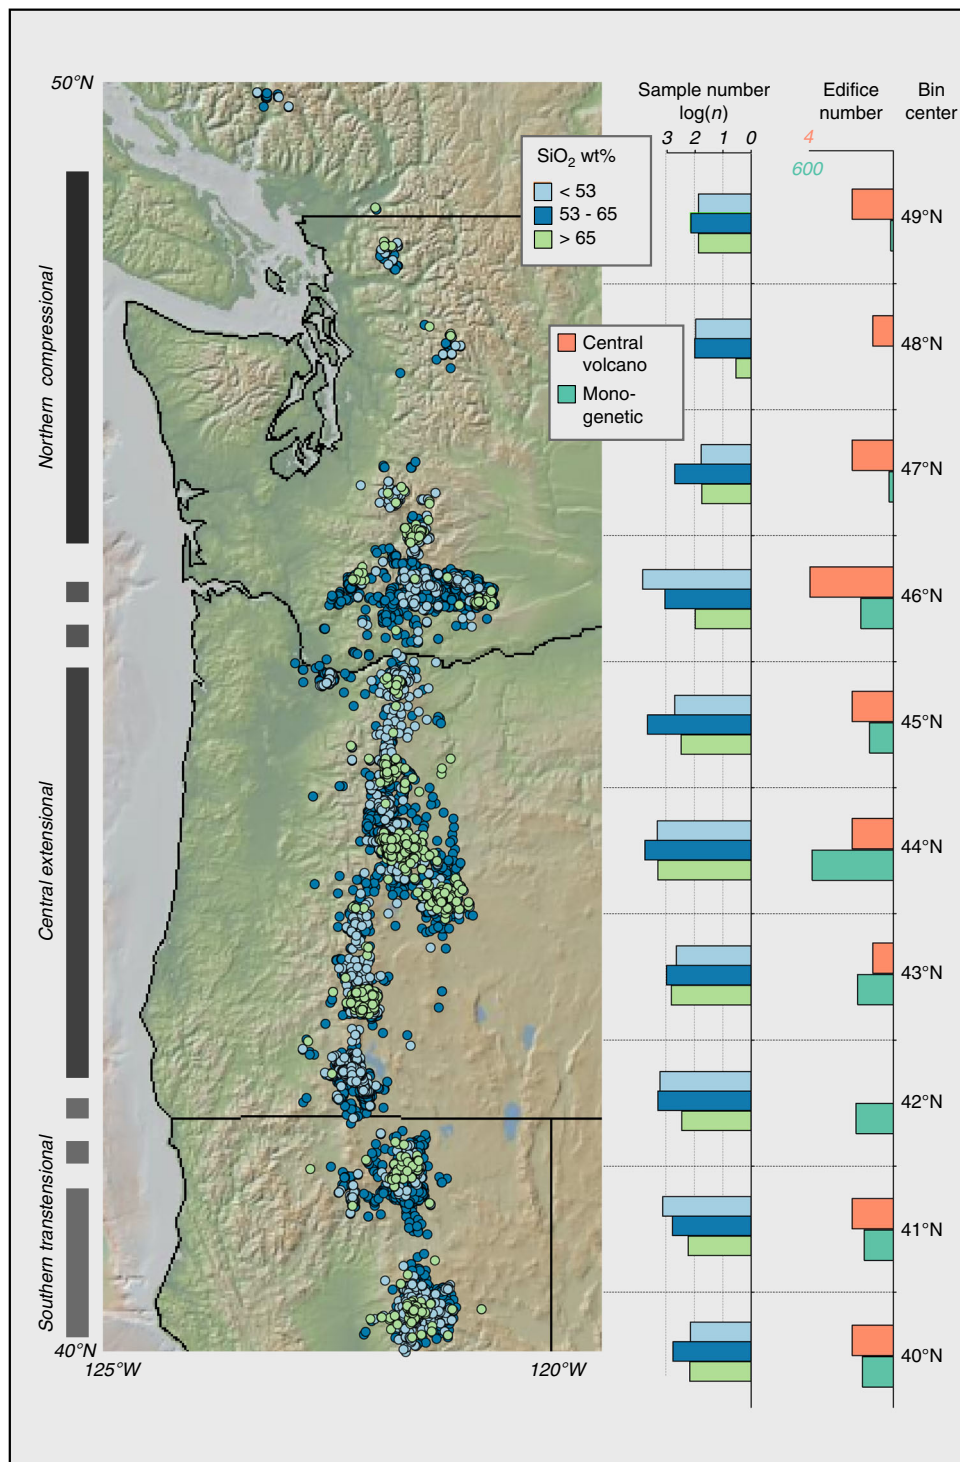 50°N
Sample number
log(n)
3 2 1 0
Edifice
number
4
600
Bin
center
SiO2 wt%
< 53
53 - 65
> 65
Central
volcano
Mono-
genetic
49°N
48°N
47°N
46°N
45°N
44°N
43°N
42°N
41°N
40°N
Northern compressional
Central extensional
Southern transtensional
40°N
125°W
120°W